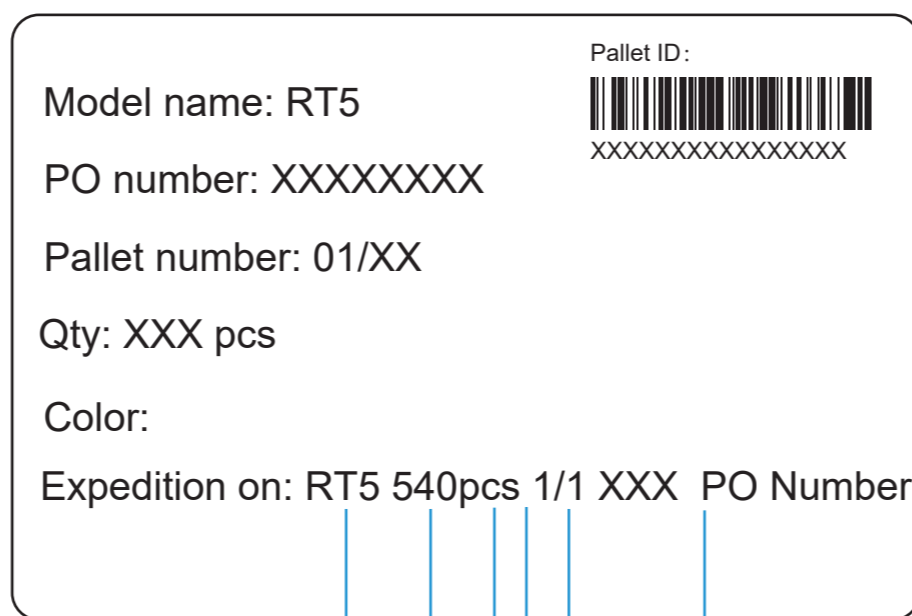 Pallet ID:
XXXXXXXXXXXXXXXX
Model name: RT5
PO number: XXXXXXXX
Pallet number: 01/XX
Qty: XXX pcs
Color:
Expedition on: RT5 540pcs 1/1 XXX PO Number